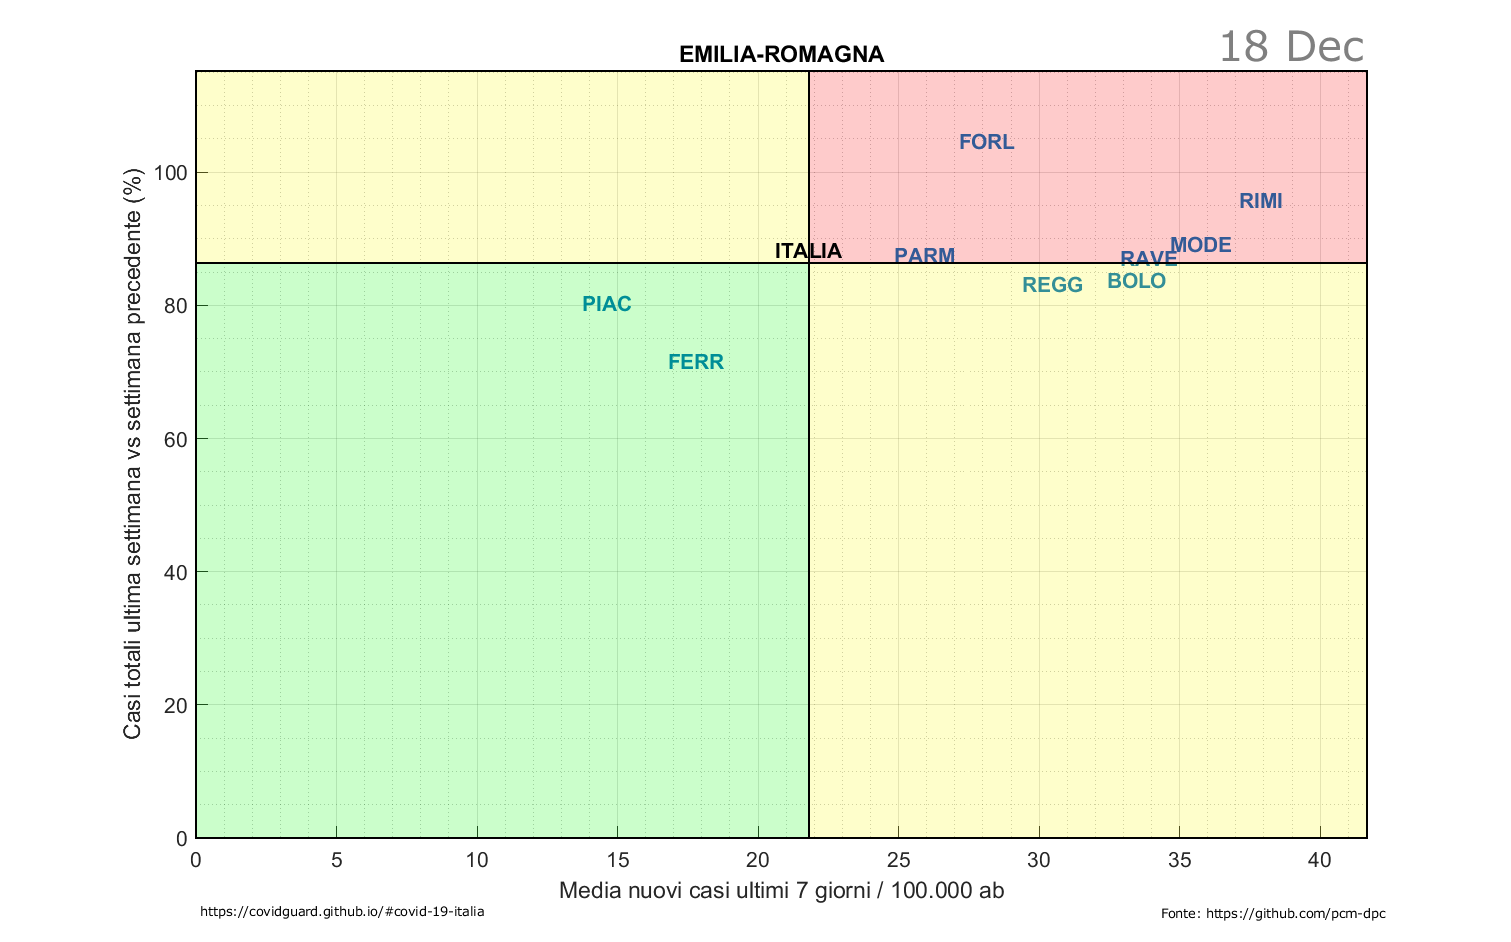 EMILIA-ROMAGNA
18 Dec
Casi totali ultima settimana vs settimana precedente (%)
100
80
60
40
20
0
FORL
RIMI
MODE
ITALIA
PARM
RAVE
BOLO
REGG
PIAC
FERR
0 5 10 15 20 25 30 35 40
Media nuovi casi ultimi 7 giorni / 100.000 ab
https://covidguard.github.io/#covid-19-italia
Fonte: https://github.com/pcm-dpc